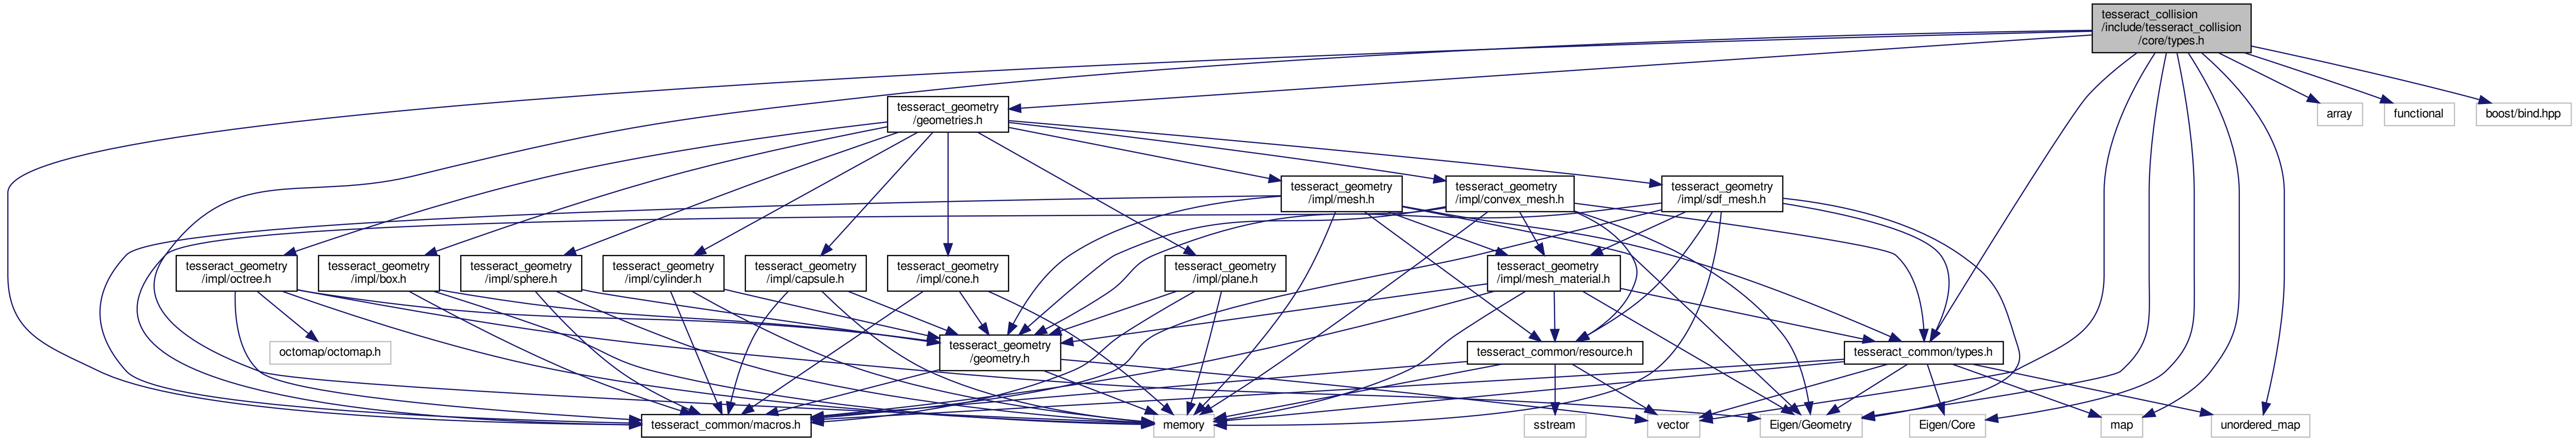 tesseract_collision
/include/tesseract_collision
/core/types.h
tesseract_geometry
/geometries.h
array
functional
boost/bind.hpp
tesseract_geometry
/impl/mesh.h
tesseract_geometry
/impl/convex_mesh.h
tesseract_geometry
/impl/sdf_mesh.h
tesseract_geometry
/impl/octree.h
tesseract_geometry
/impl/box.h
tesseract_geometry
/impl/sphere.h
tesseract_geometry
/impl/cylinder.h
tesseract_geometry
/impl/capsule.h
tesseract_geometry
/impl/cone.h
tesseract_geometry
/impl/plane.h
tesseract_geometry
/impl/mesh_material.h
octomap/octomap.h
tesseract_geometry
/geometry.h
tesseract_common/resource.h
tesseract_common/types.h
tesseract_common/macros.h
memory
sstream
vector
Eigen/Geometry
Eigen/Core
map
unordered_map